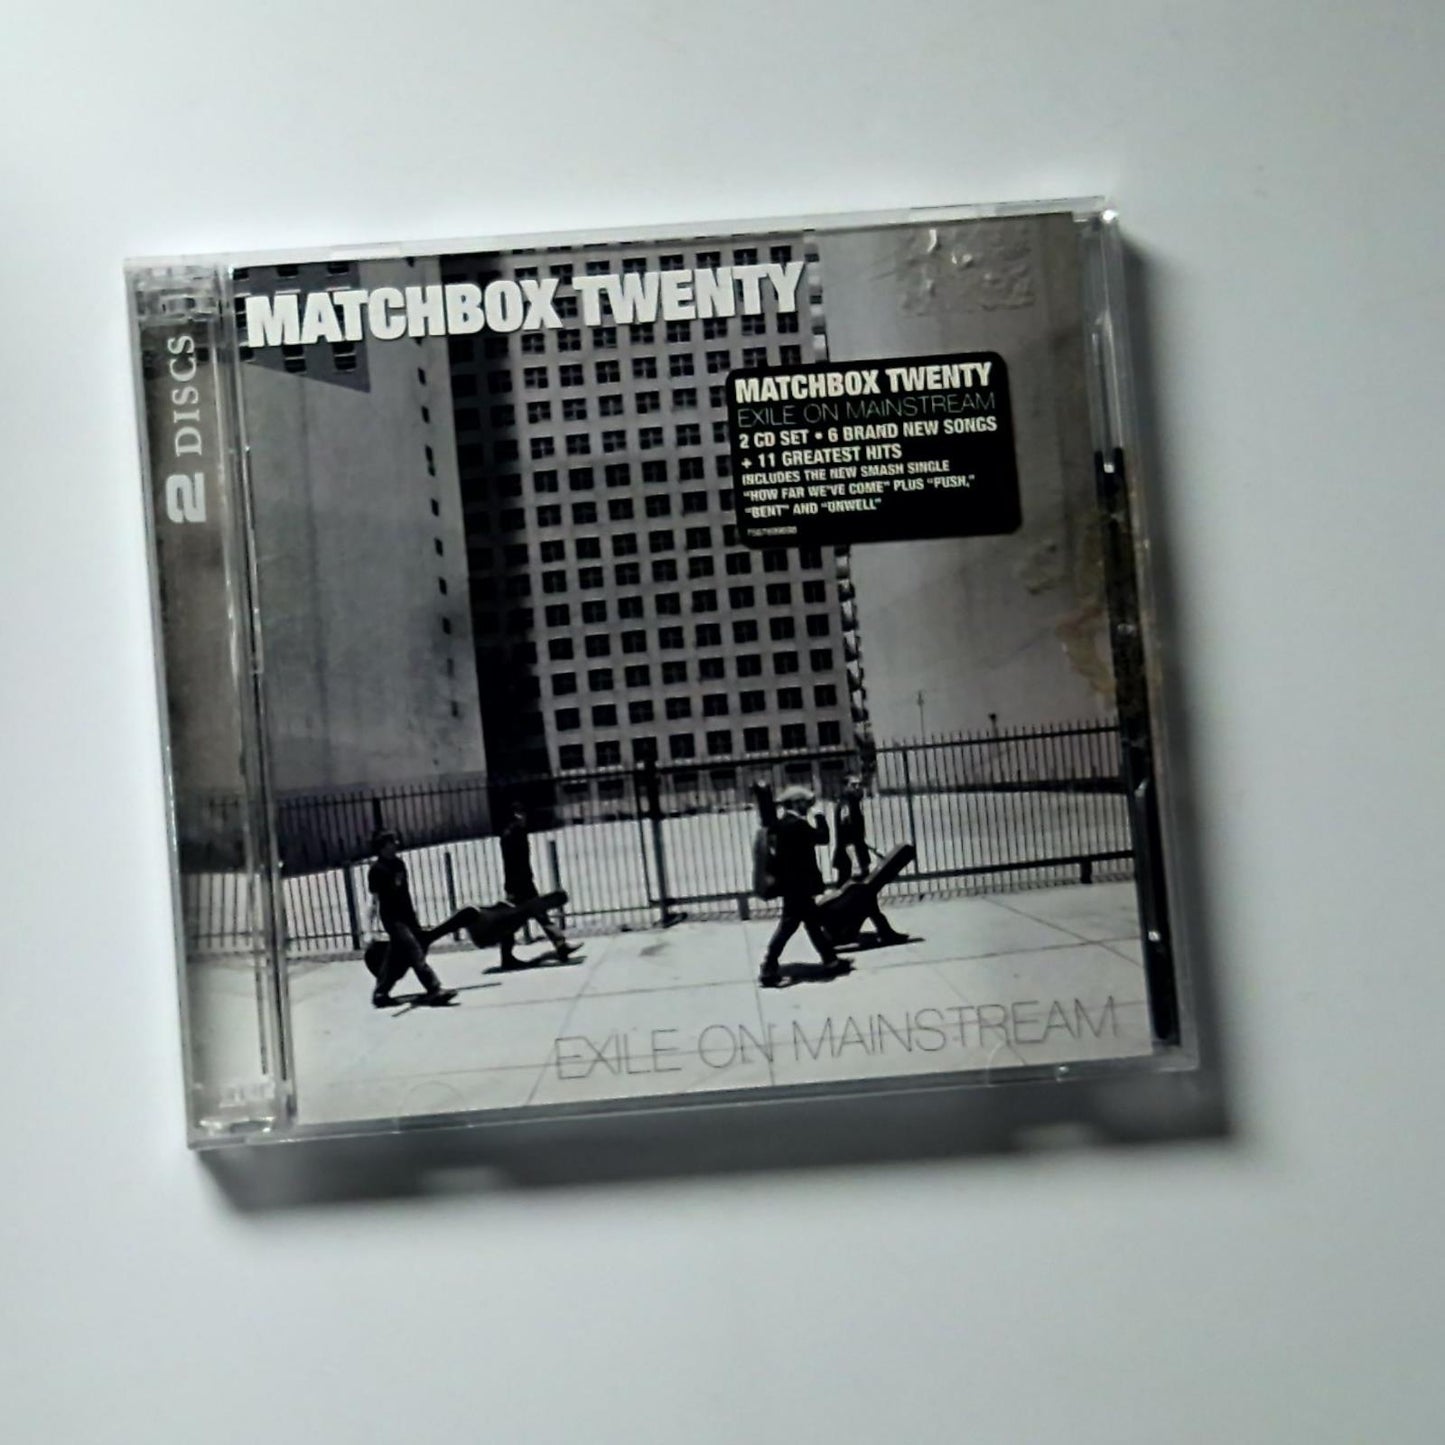 MATCHBOX TWENTY
2 DISCS
MATCHBOX TWENTY
EXILE ON MAINSTREAM
2 CD SET • 6 BRAND NEW SONGS
+ 11 GREATEST HITS
INCLUDES THE NEW SMASH SINGLE
"HOW FAR WE'VE COME" PLUS "PUSH,"
"BENT" AND "UNWELL"
EXILE ON MAINSTREAM